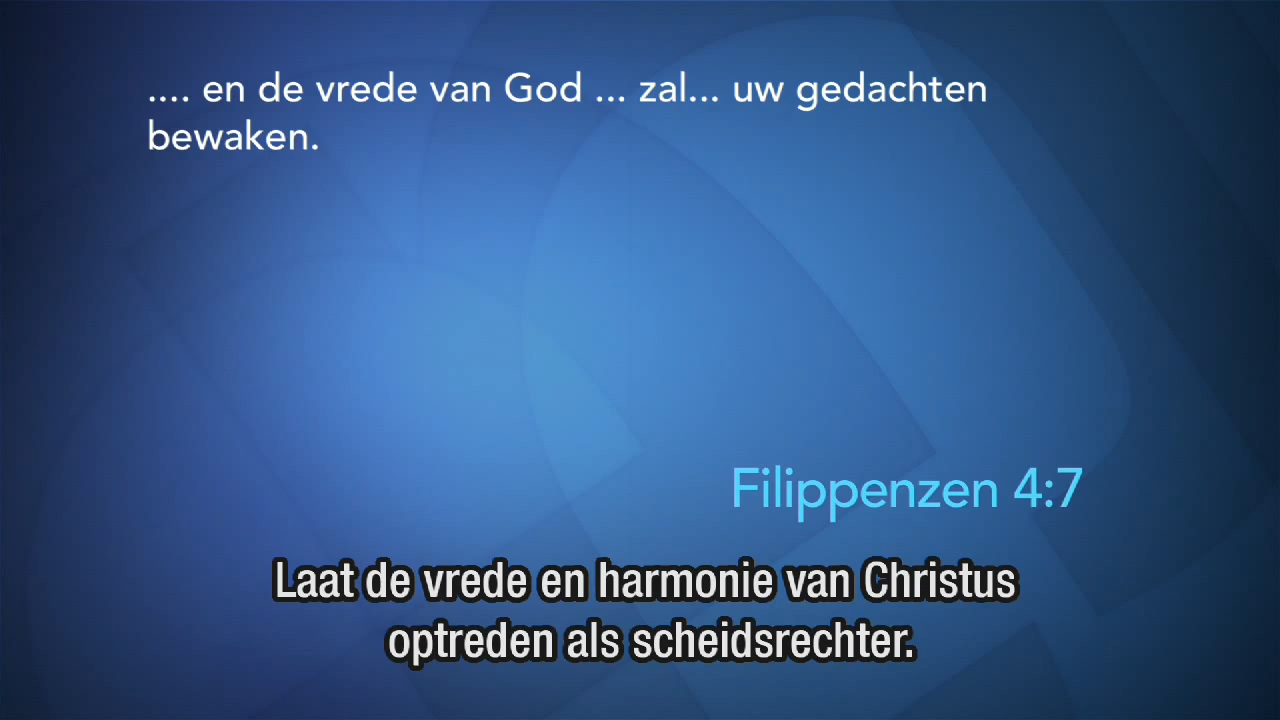 .... en de vrede van God ... zal... uw gedachten
bewaken.
Filippenzen 4:7
Laat de vrede en harmonie van Christus
optreden als scheidsrechter.